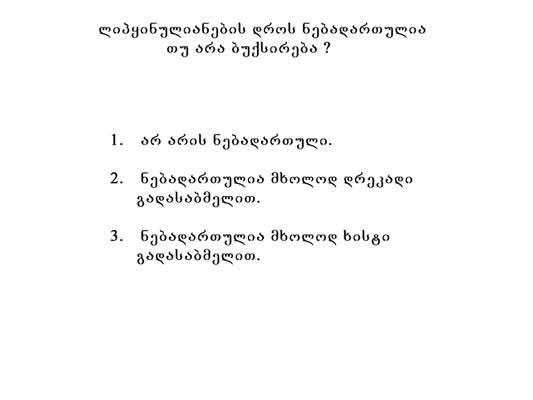 ლიპყინულიანების დროს ნებადართულია
თუ არა ბუქსირება ?
1. არ არის ნებადართული.
2. ნებადართულია მხოლოდ დრეკადი
გადასაბმელით.
3. ნებადართულია მხოლოდ ხისტი
გადასაბმელით.